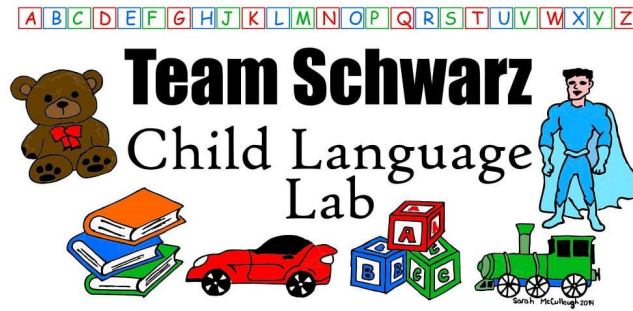 A B C D E F G H J K L M N O P Q R S T U V W X Y Z
Team Schwarz
Child Language
Lab
A
A
B B C C
Sarah McCullough 2014